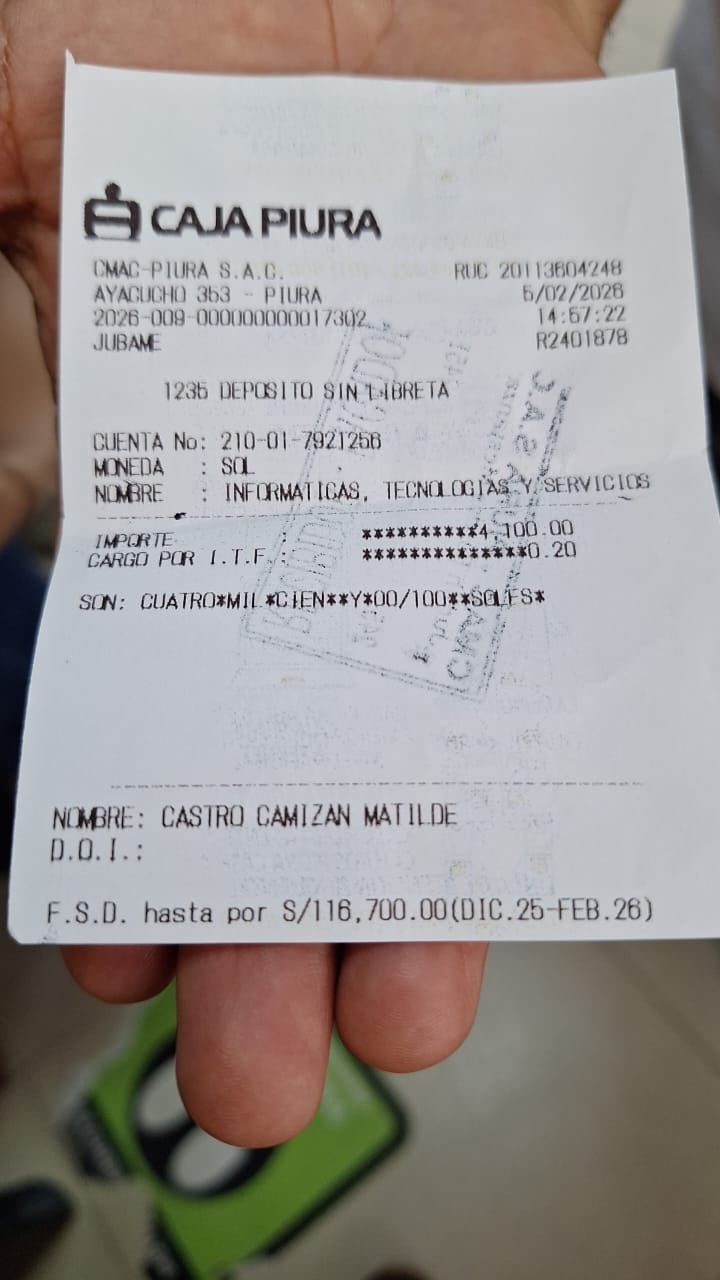 CAJA PIURA
CMAC-PIURA S.A.C. RUC 20113604248
AYACUCHO 353 - PIURA 5/02/2026
2026-009-000000000017302 14:57:22
JUBAME R2401878
1235 DEPOSITO SIN LIBRETA
CUENTA No: 210-01-7921256
MONEDA : SOL
NOMBRE : INFORMATICAS, TECNOLOGIAS Y SERVICIOS
IMPORTE : **********4,100.00
CARGO POR I.T.F.: **************0.20
SON: CUATRO*MIL*CIEN**Y*00/100**SOLES*
NOMBRE: CASTRO CAMIZAN MATILDE
D.O.I.:
F.S.D. hasta por S/116,700.00(DIC.25-FEB.26)